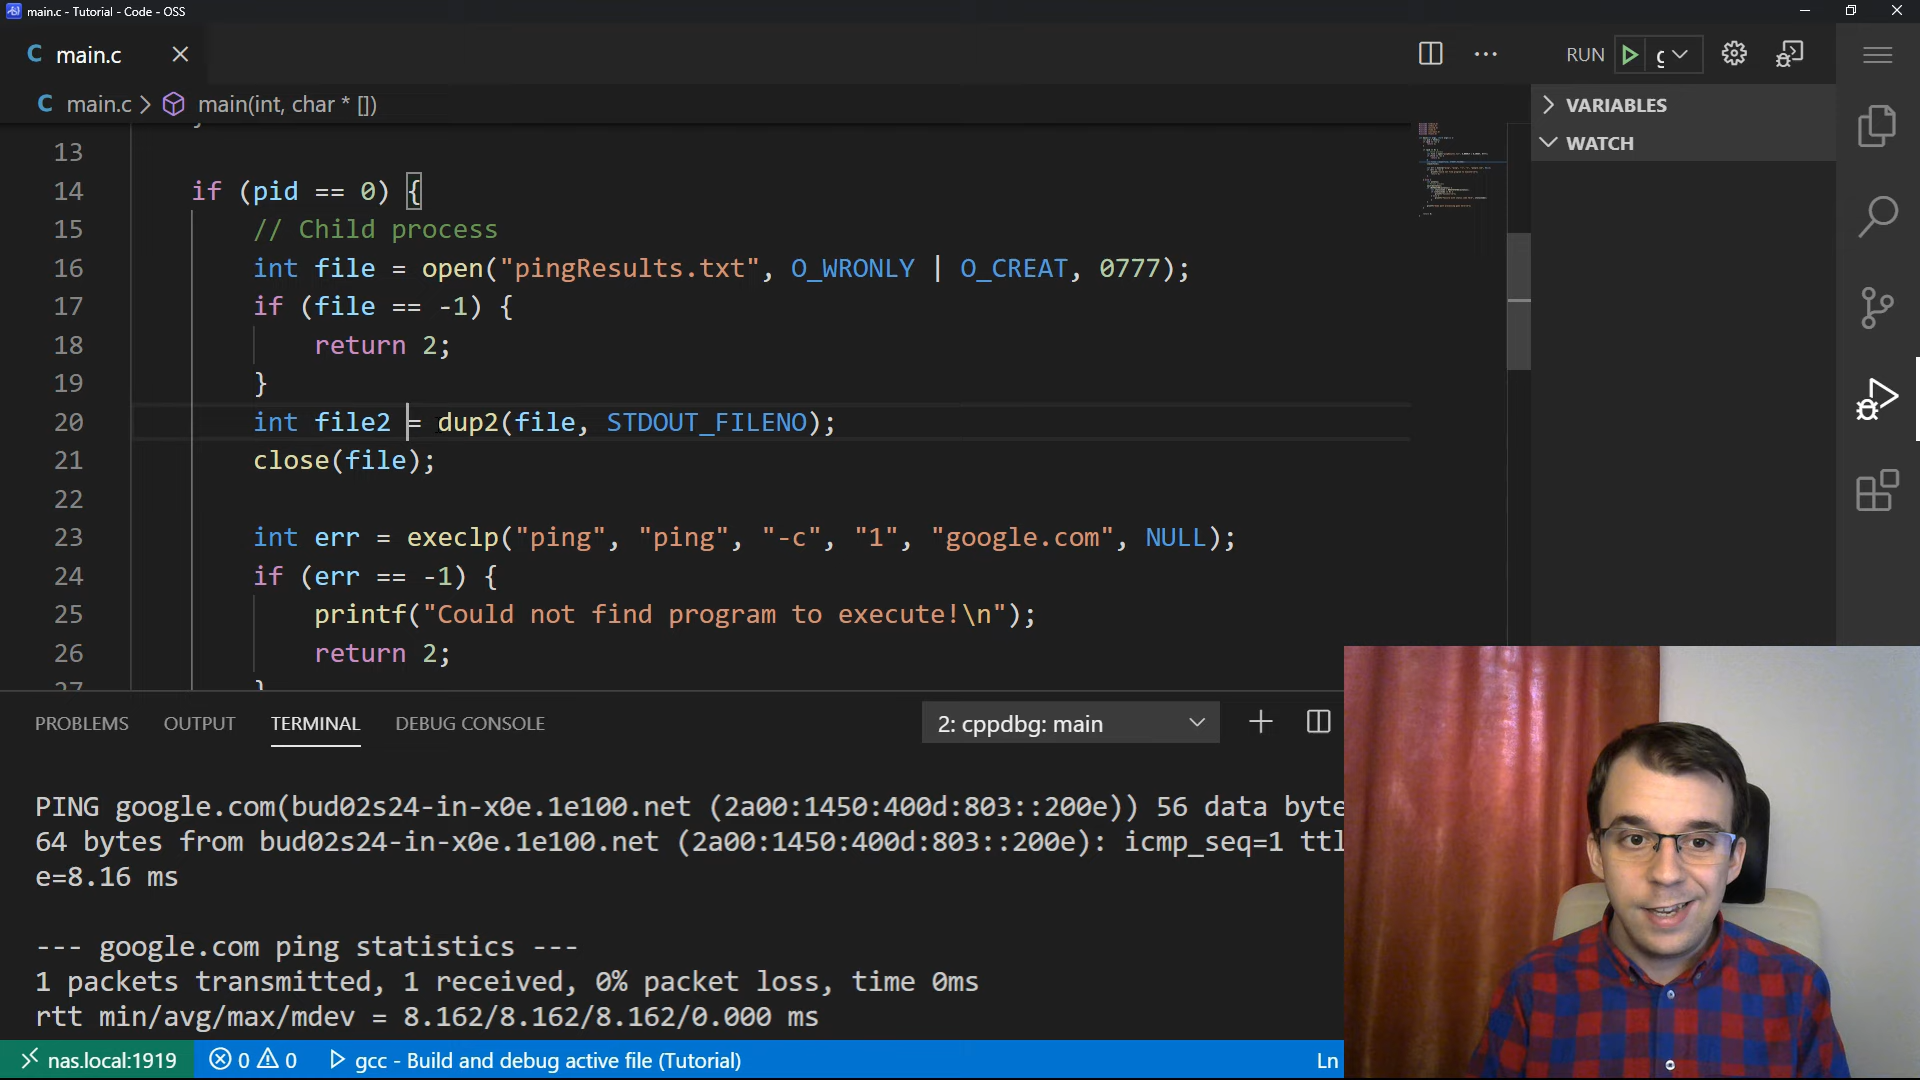 main.c - Tutorial - Code - OSS
C main.c
RUN
C main.c > main(int, char * [])
VARIABLES
WATCH
13
14 if (pid == 0) {
15 // Child process
16 int file = open("pingResults.txt", O_WRONLY | O_CREAT, 0777);
17 if (file == -1) {
18 return 2;
19 }
20 int file2 = dup2(file, STDOUT_FILENO);
21 close(file);
22
23 int err = execlp("ping", "ping", "-c", "1", "google.com", NULL);
24 if (err == -1) {
25 printf("Could not find program to execute!\n");
26 return 2;
27 }
PROBLEMS OUTPUT TERMINAL DEBUG CONSOLE 2: cppdbg: main
PING google.com(bud02s24-in-x0e.1e100.net (2a00:1450:400d:803::200e)) 56 data byte
64 bytes from bud02s24-in-x0e.1e100.net (2a00:1450:400d:803::200e): icmp_seq=1 ttl
e=8.16 ms
--- google.com ping statistics ---
1 packets transmitted, 1 received, 0% packet loss, time 0ms
rtt min/avg/max/mdev = 8.162/8.162/8.162/0.000 ms
nas.local:1919 0 0 gcc - Build and debug active file (Tutorial) Ln